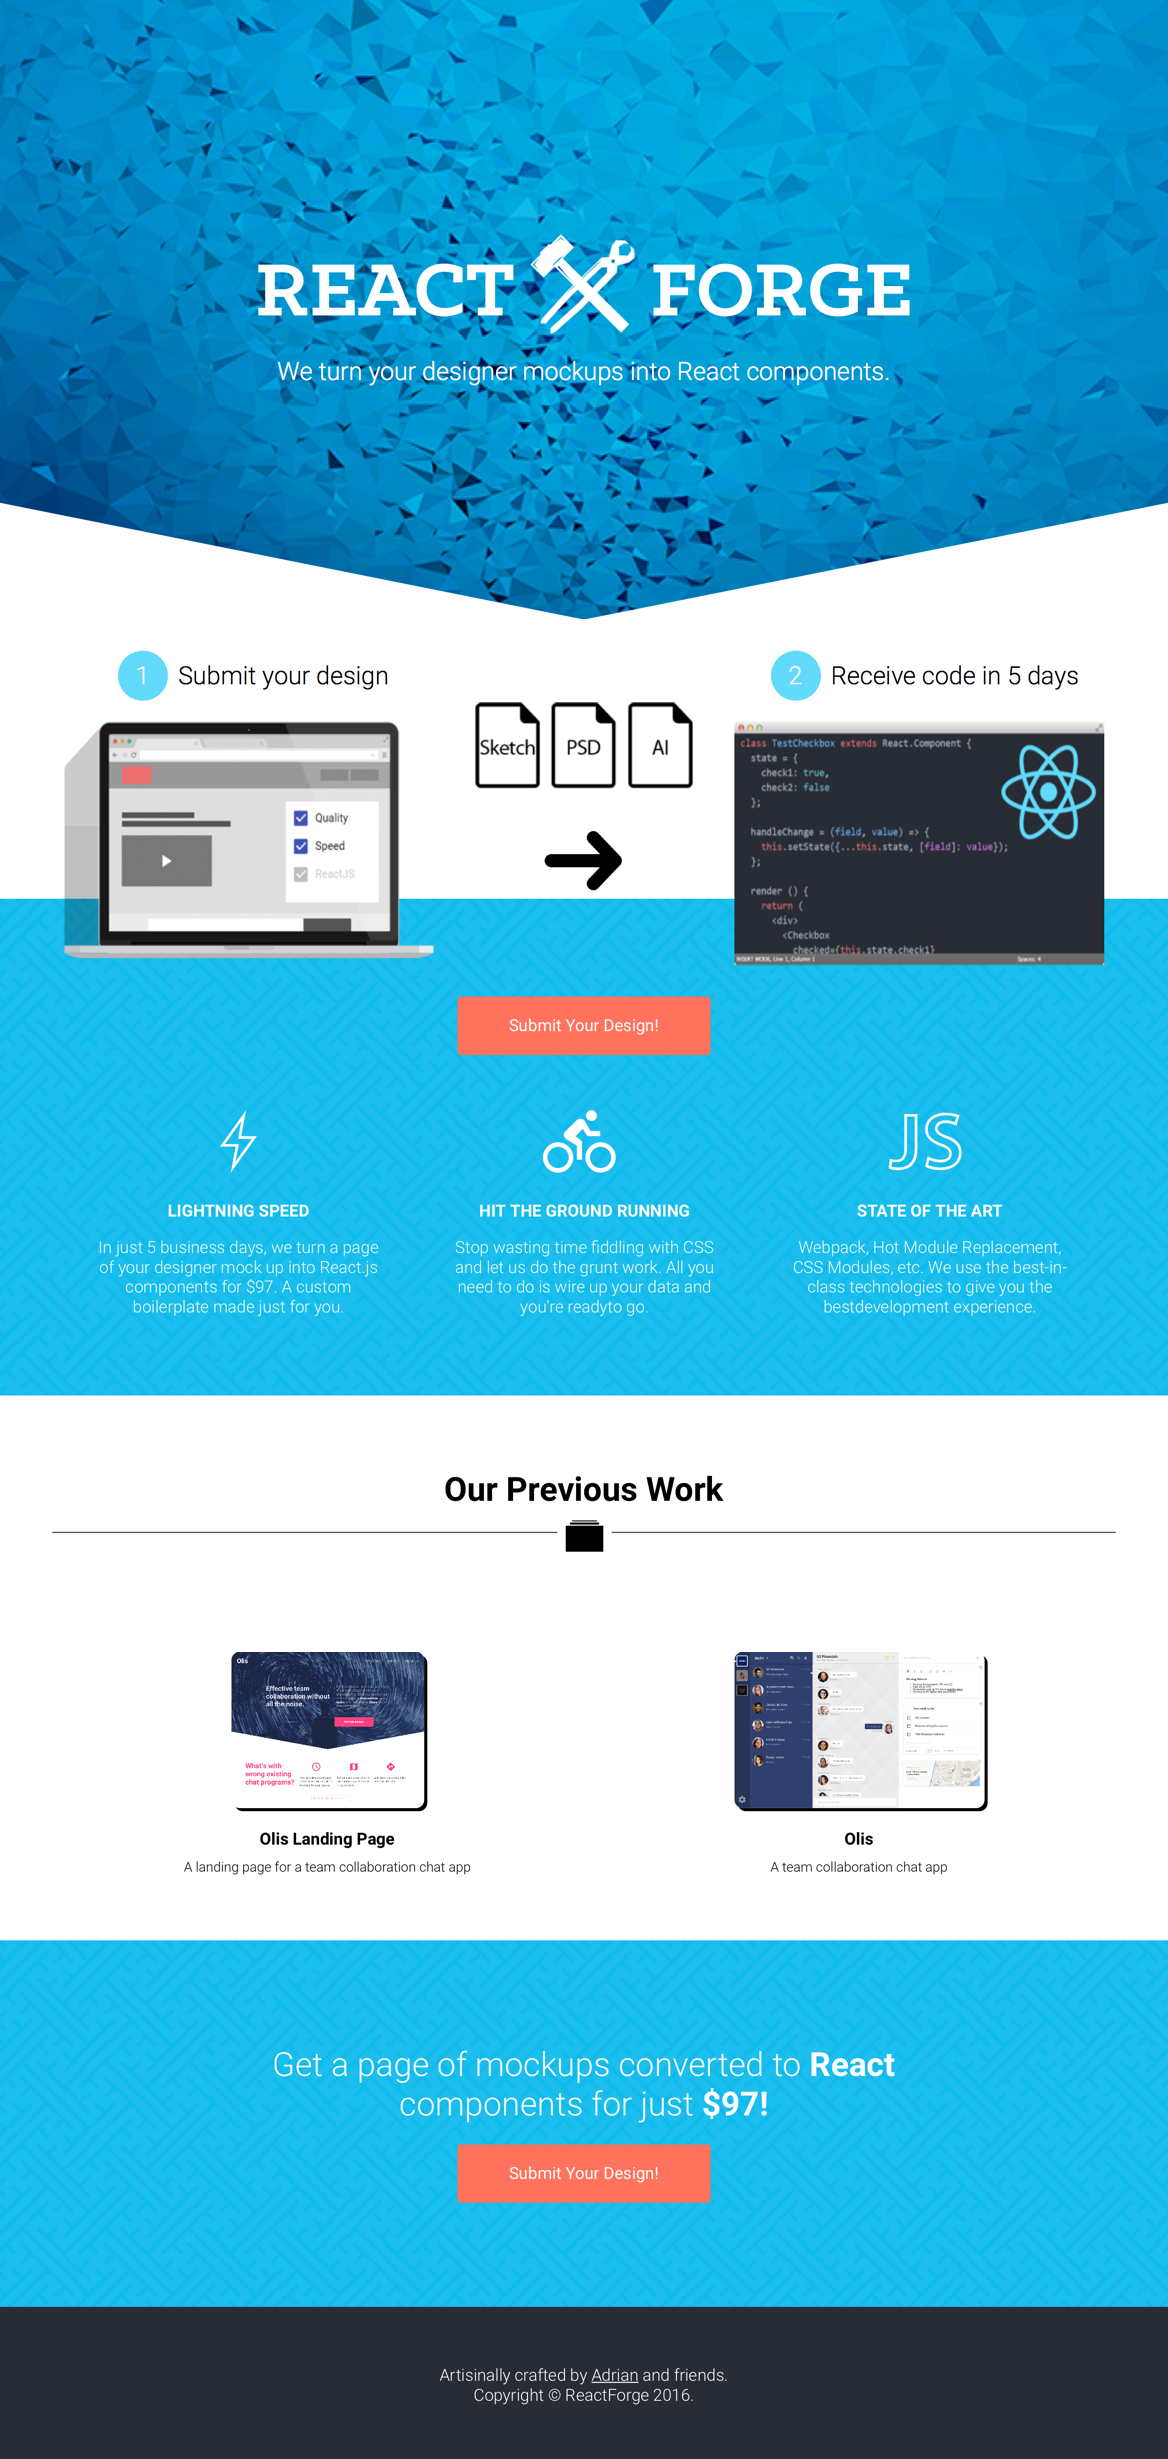 REACT FORGE
We turn your designer mockups into React components.
1 Submit your design
2 Receive code in 5 days
Sketch PSD AI
Quality
Speed
ReactJS
class TestCheckbox extends React.Component {
state = {
check1: true,
check2: false
};
handleChange = (field, value) => {
this.setState({...this.state, [field]: value});
};
render () {
return (
<div>
<Checkbox
checked={this.state.check1}
INSERT MODE, Line 1, Column 1 Spaces: 4
Submit Your Design!
JS
LIGHTNING SPEED
In just 5 business days, we turn a page
of your designer mock up into React.js
components for $97. A custom
boilerplate made just for you.
HIT THE GROUND RUNNING
Stop wasting time fiddling with CSS
and let us do the grunt work. All you
need to do is wire up your data and
you're readyto go.
STATE OF THE ART
Webpack, Hot Module Replacement,
CSS Modules, etc. We use the best-in-
class technologies to give you the
bestdevelopment experience.
Our Previous Work
Olis
Effective team
collaboration without
all the noise.
What's with
wrong existing
chat programs?
Olis Landing Page
A landing page for a team collaboration chat app
Olis
A team collaboration chat app
Get a page of mockups converted to React
components for just $97!
Submit Your Design!
Artisinally crafted by Adrian and friends.
Copyright © ReactForge 2016.